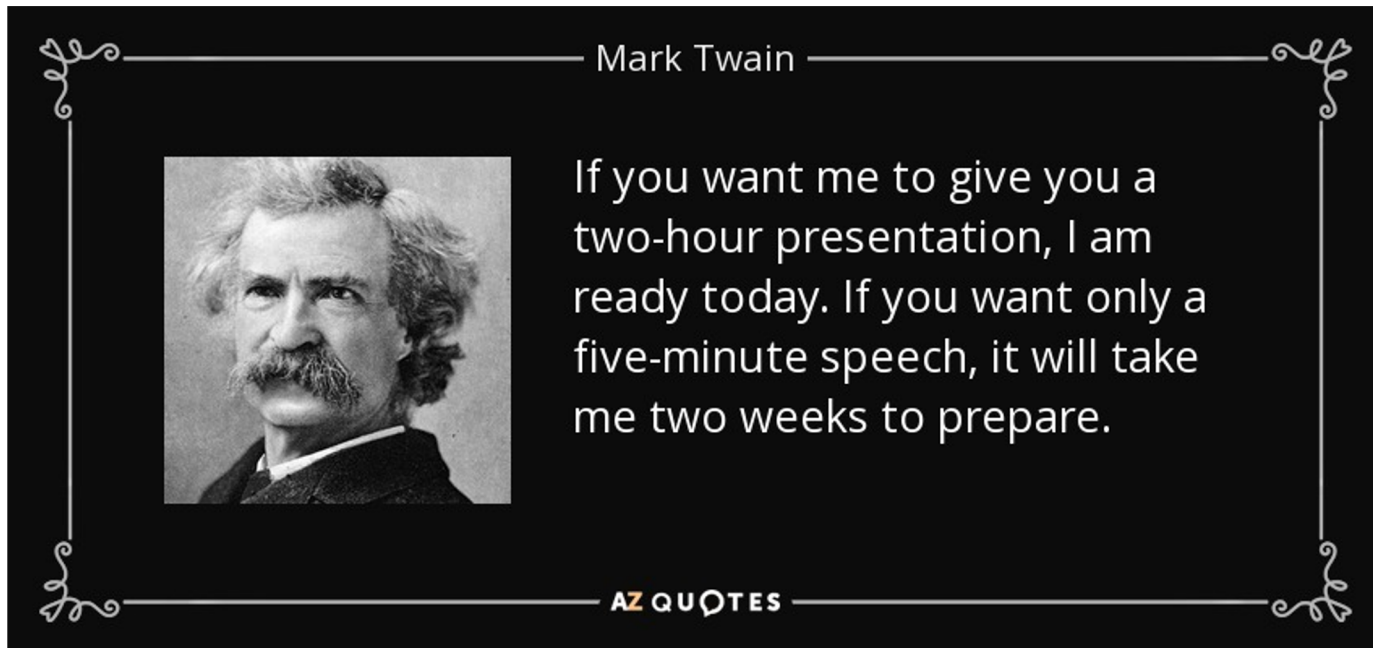 Mark Twain
If you want me to give you a
two-hour presentation, I am
ready today. If you want only a
five-minute speech, it will take
me two weeks to prepare.
AZ QUOTES